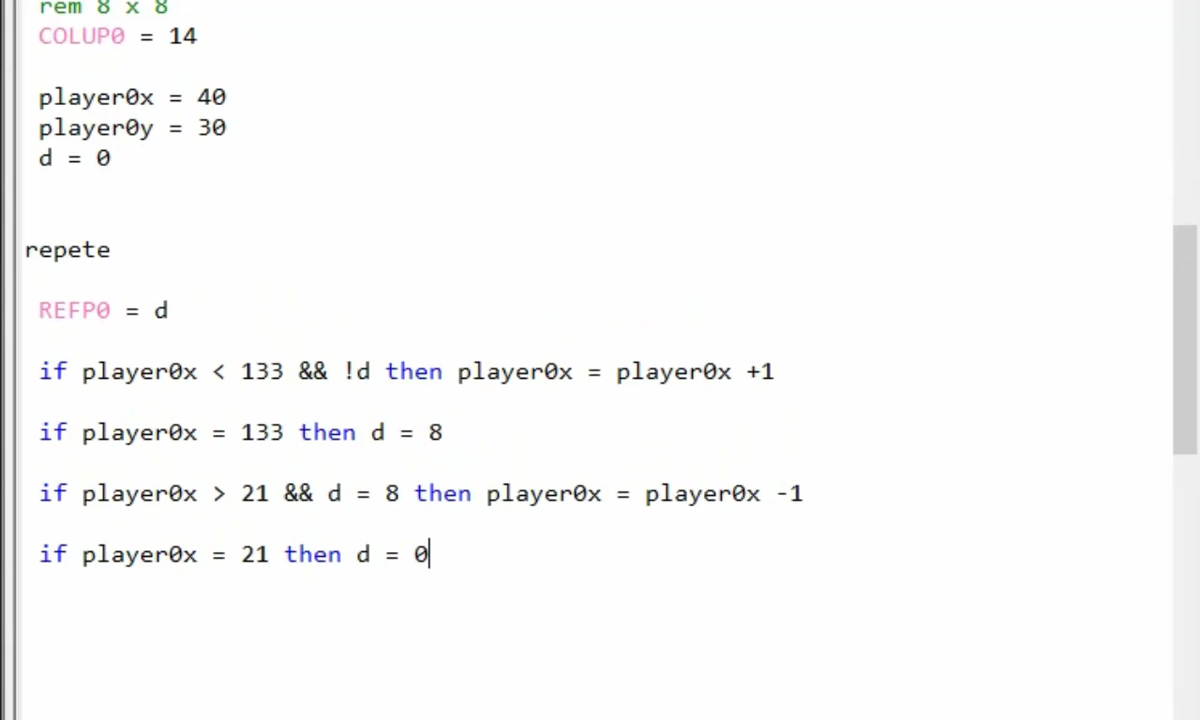 rem 8 x 8
COLUP0 = 14
player0x = 40
player0y = 30
d = 0
repete
REFP0 = d
if player0x < 133 && !d then player0x = player0x +1
if player0x = 133 then d = 8
if player0x > 21 && d = 8 then player0x = player0x -1
if player0x = 21 then d = 0